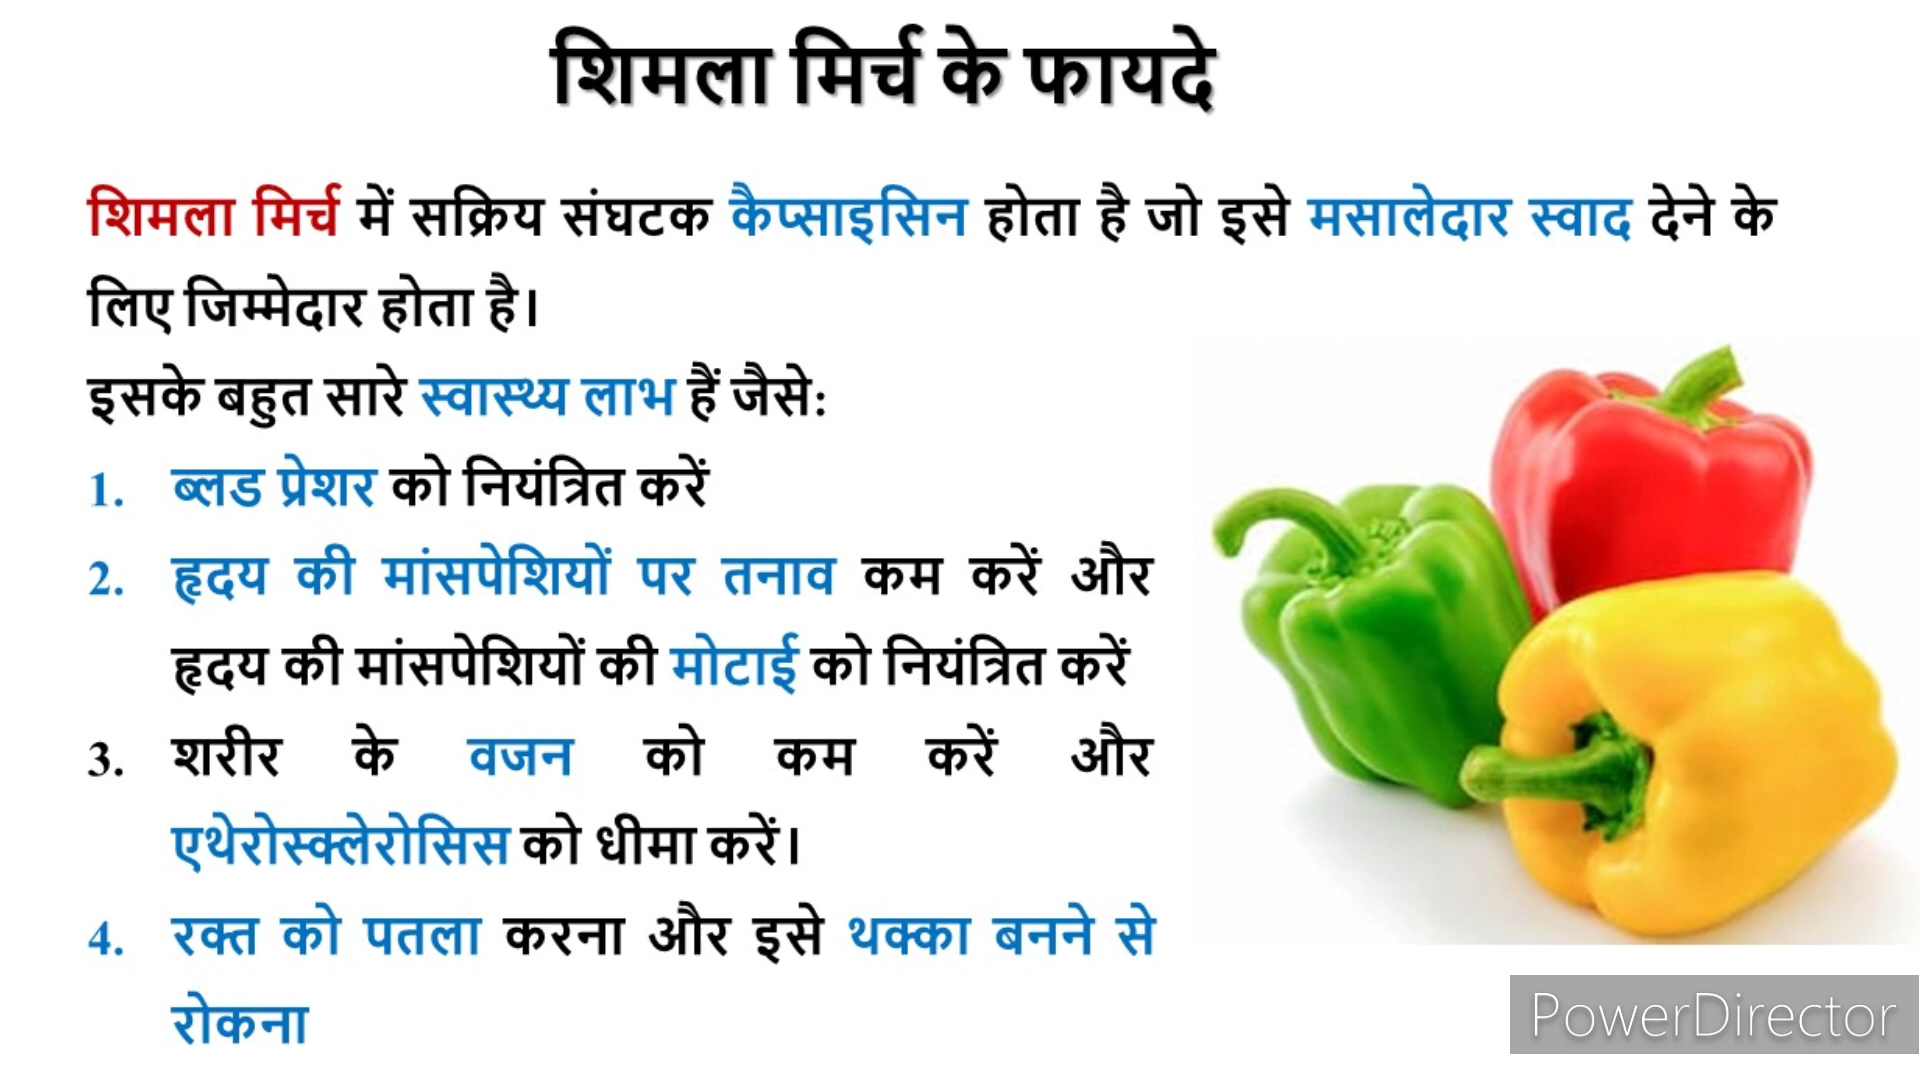 शिमला मिर्च के फायदे
शिमला मिर्च में सक्रिय संघटक कैप्साइसिन होता है जो इसे मसालेदार स्वाद देने के
लिए जिम्मेदार होता है।
इसके बहुत सारे स्वास्थ्य लाभ हैं जैसे:
1. ब्लड प्रेशर को नियंत्रित करें
2. हृदय की मांसपेशियों पर तनाव कम करें और
हृदय की मांसपेशियों की मोटाई को नियंत्रित करें
3. शरीर के वजन को कम करें और
एथेरोस्क्लेरोसिस को धीमा करें।
4. रक्त को पतला करना और इसे थक्का बनने से
रोकना
PowerDirector